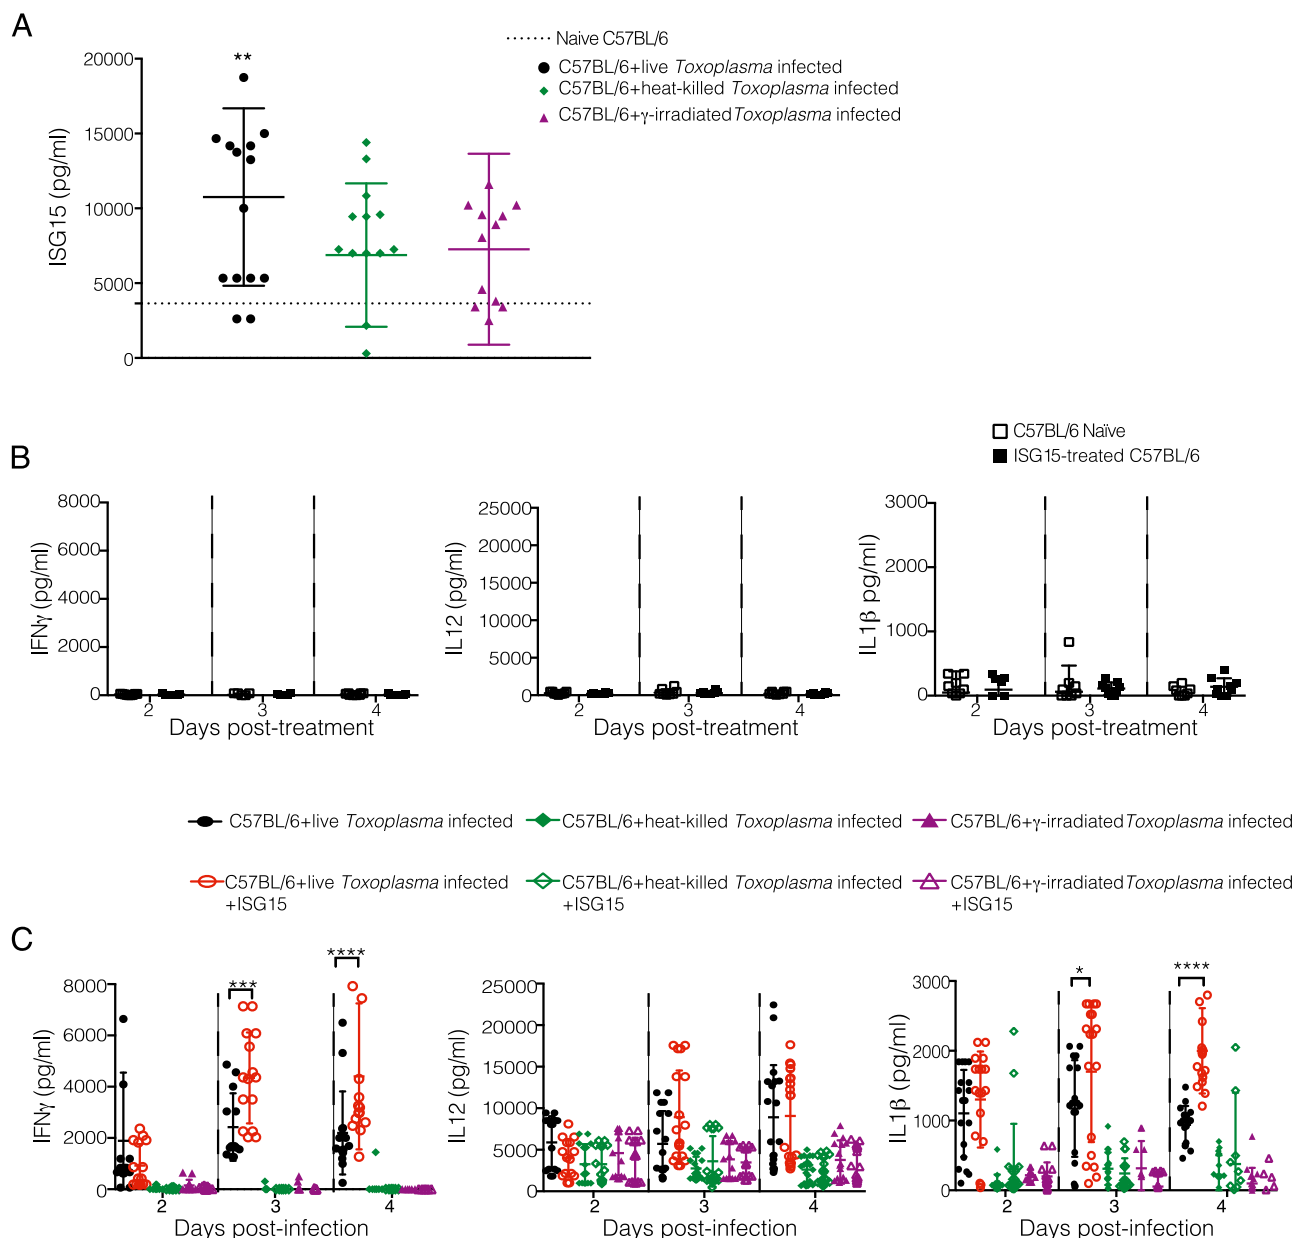 A
Naive C57BL/6
C57BL/6+live Toxoplasma infected
C57BL/6+heat-killed Toxoplasma infected
C57BL/6+γ-irradiated Toxoplasma infected
**
ISG15 (pg/ml)
20000
15000
10000
5000
0
B
C57BL/6 Naïve
ISG15-treated C57BL/6
IFNγ (pg/ml)
8000
6000
4000
2000
0
2 3 4
Days post-treatment
IL12 (pg/ml)
25000
20000
15000
10000
5000
0
2 3 4
Days post-treatment
IL1β pg/ml)
3000
2000
1000
0
2 3 4
Days post-treatment
C57BL/6+live Toxoplasma infected
C57BL/6+heat-killed Toxoplasma infected
C57BL/6+γ-irradiated Toxoplasma infected
C57BL/6+live Toxoplasma infected
+ISG15
C57BL/6+heat-killed Toxoplasma infected
+ISG15
C57BL/6+γ-irradiated Toxoplasma infected
+ISG15
C
IFNγ (pg/ml)
8000
6000
4000
2000
0
***
****
2 3 4
Days post-infection
IL12 (pg/ml)
25000
20000
15000
10000
5000
0
2 3 4
Days post-infection
IL1β (pg/ml)
3000
2000
1000
0
*
****
2 3 4
Days post-infection